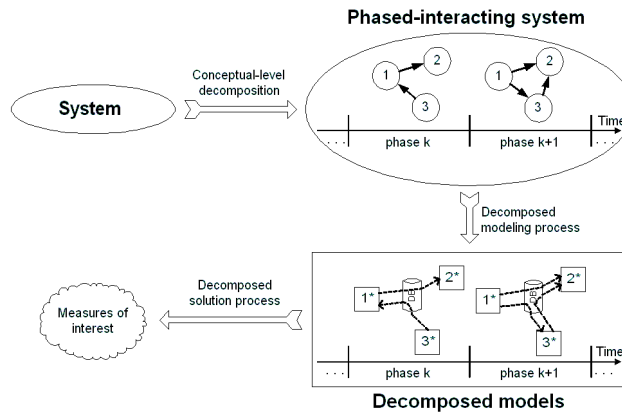 Phased-interacting system
Conceptual-level
decomposition
System
1
2
3
1
2
3
Time
. . .
phase k
phase k+1
. . .
Decomposed
modeling process
Decomposed
solution process
Measures of
interest
1*
DB
2*
3*
1*
DB
2*
3*
Time
. . .
phase k
phase k+1
. . .
Decomposed models